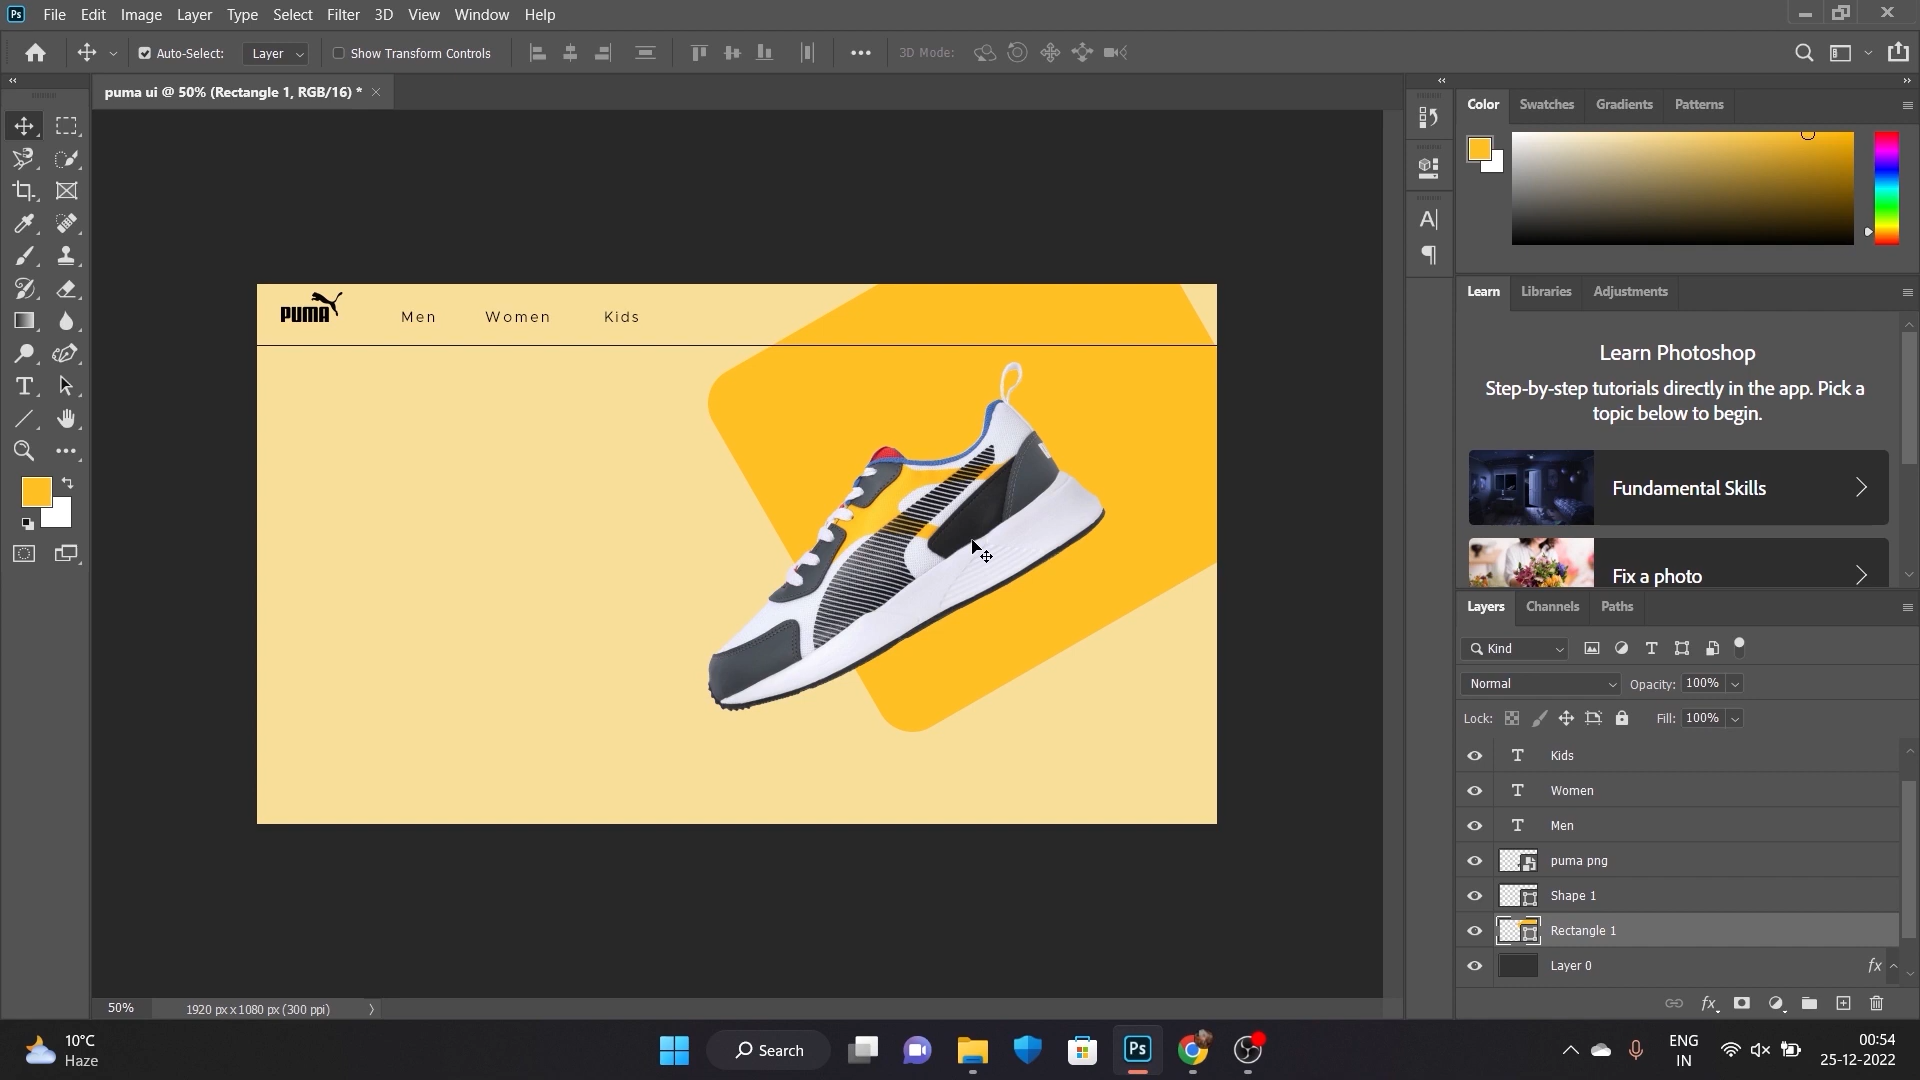 Ps File Edit Image Layer Type Select Filter 3D View Window Help
Auto-Select: Layer Show Transform Controls 3D Mode:
puma ui @ 50% (Rectangle 1, RGB/16) *
Color Swatches Gradients Patterns
PUMA Men Women Kids
Learn Libraries Adjustments
Learn Photoshop
Step-by-step tutorials directly in the app. Pick a
topic below to begin.
Fundamental Skills
Fix a photo
Layers Channels Paths
Kind
Normal Opacity: 100%
Lock: Fill: 100%
Kids
Women
Men
puma png
Shape 1
Rectangle 1
Layer 0 fx
fx
50% 1920 px x 1080 px (300 ppi)
10°C
Haze
Search
Ps
ENG
IN
00:54
25-12-2022